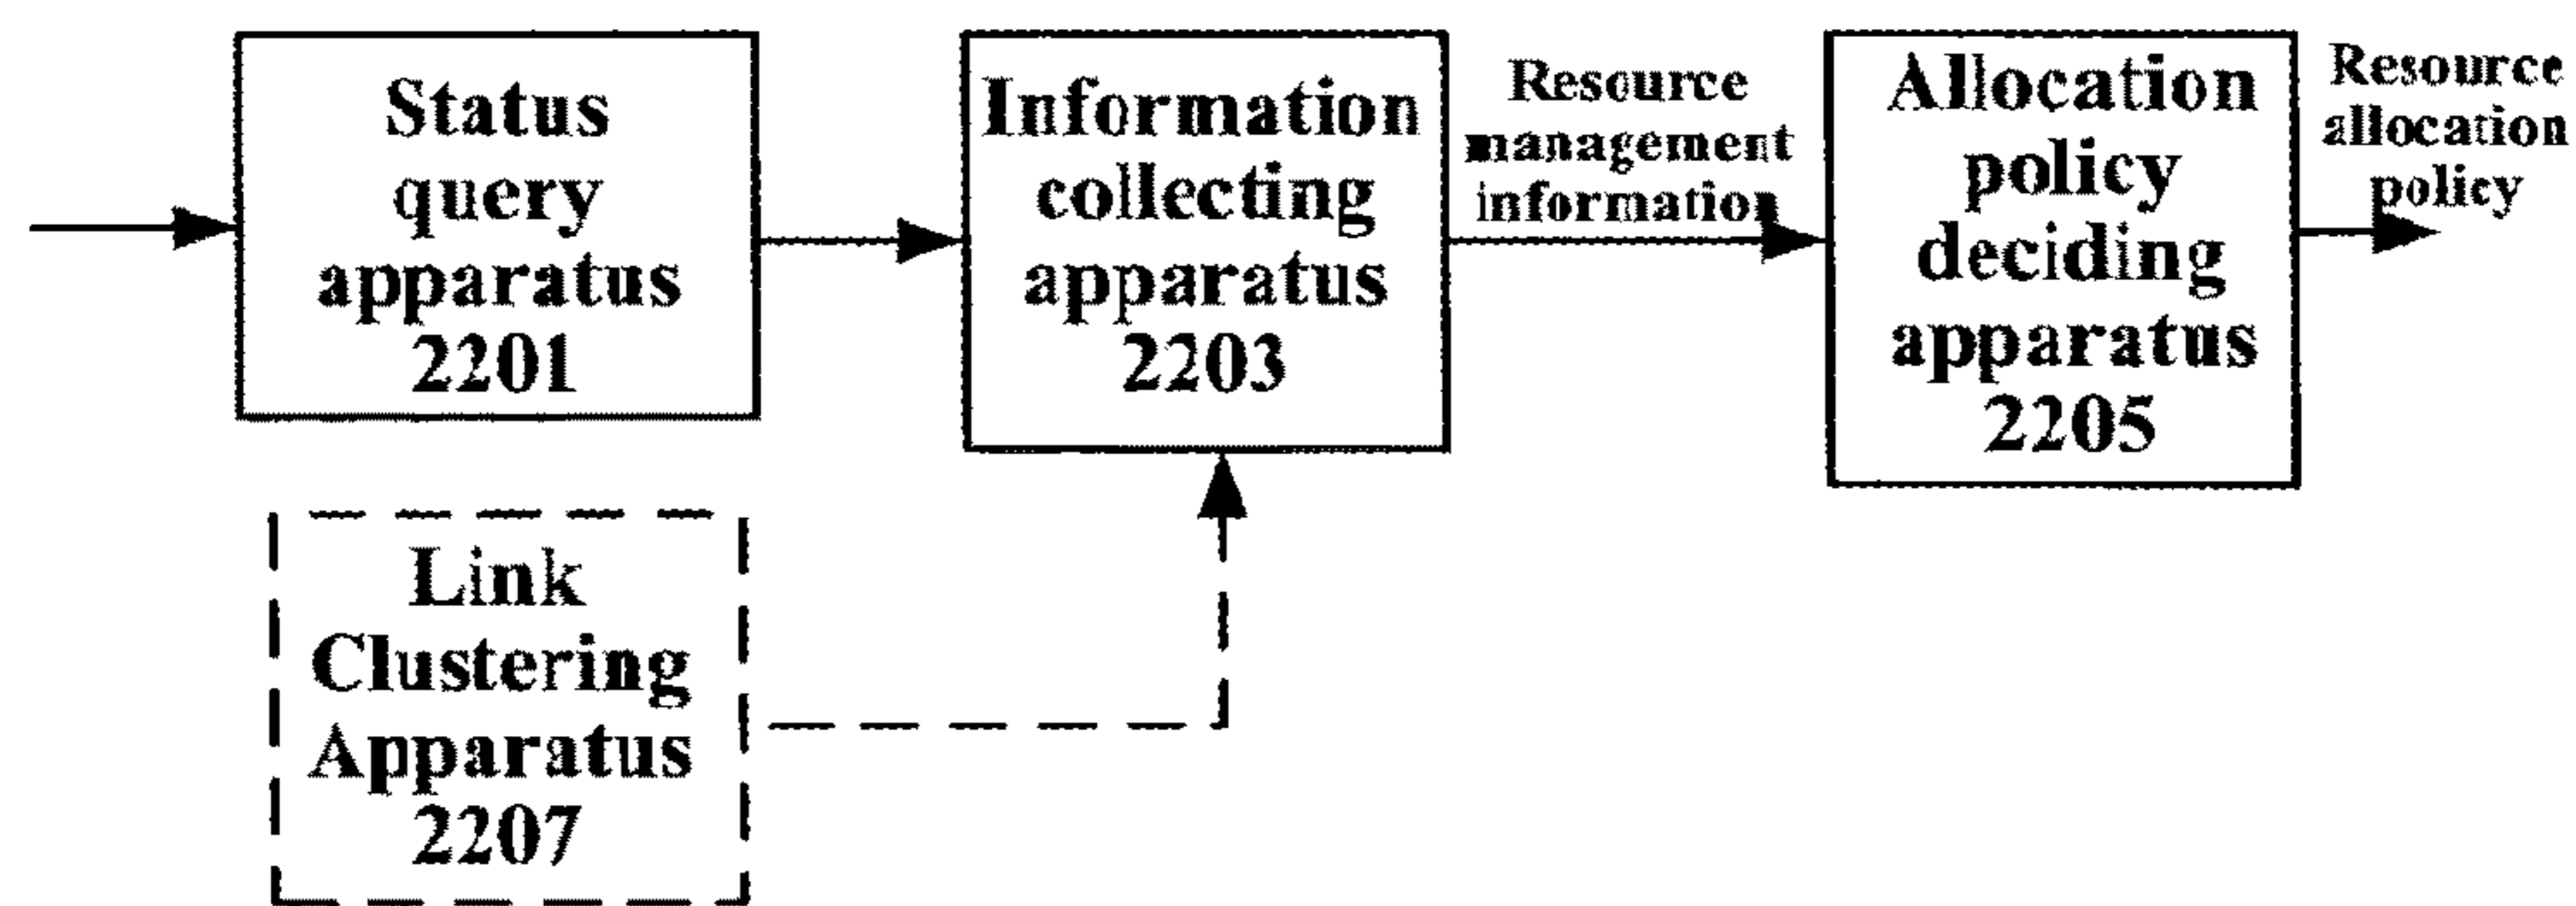 Status
query
apparatus
2201
Information
collecting
apparatus
2203
Resource
management
information
Allocation
policy
deciding
apparatus
2205
Resource
allocation
policy
Link
Clustering
Apparatus
2207